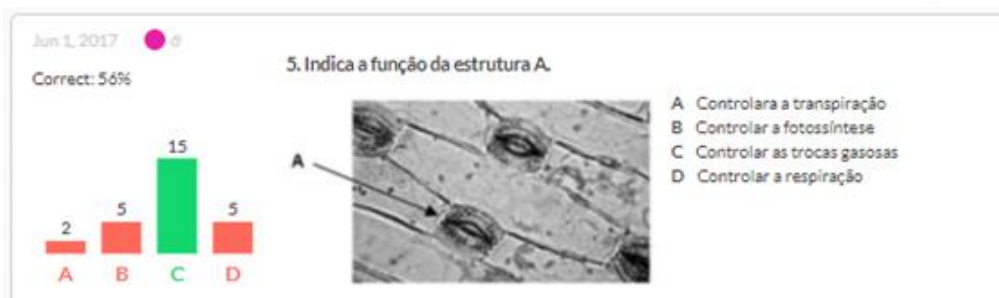 Jun 1, 2017
Correct: 56%
5. Indica a função da estrutura A.
A Controlara a transpiração
B Controlar a fotossíntese
C Controlar as trocas gasosas
D Controlar a respiração
A
2
5
15
5
A B C D